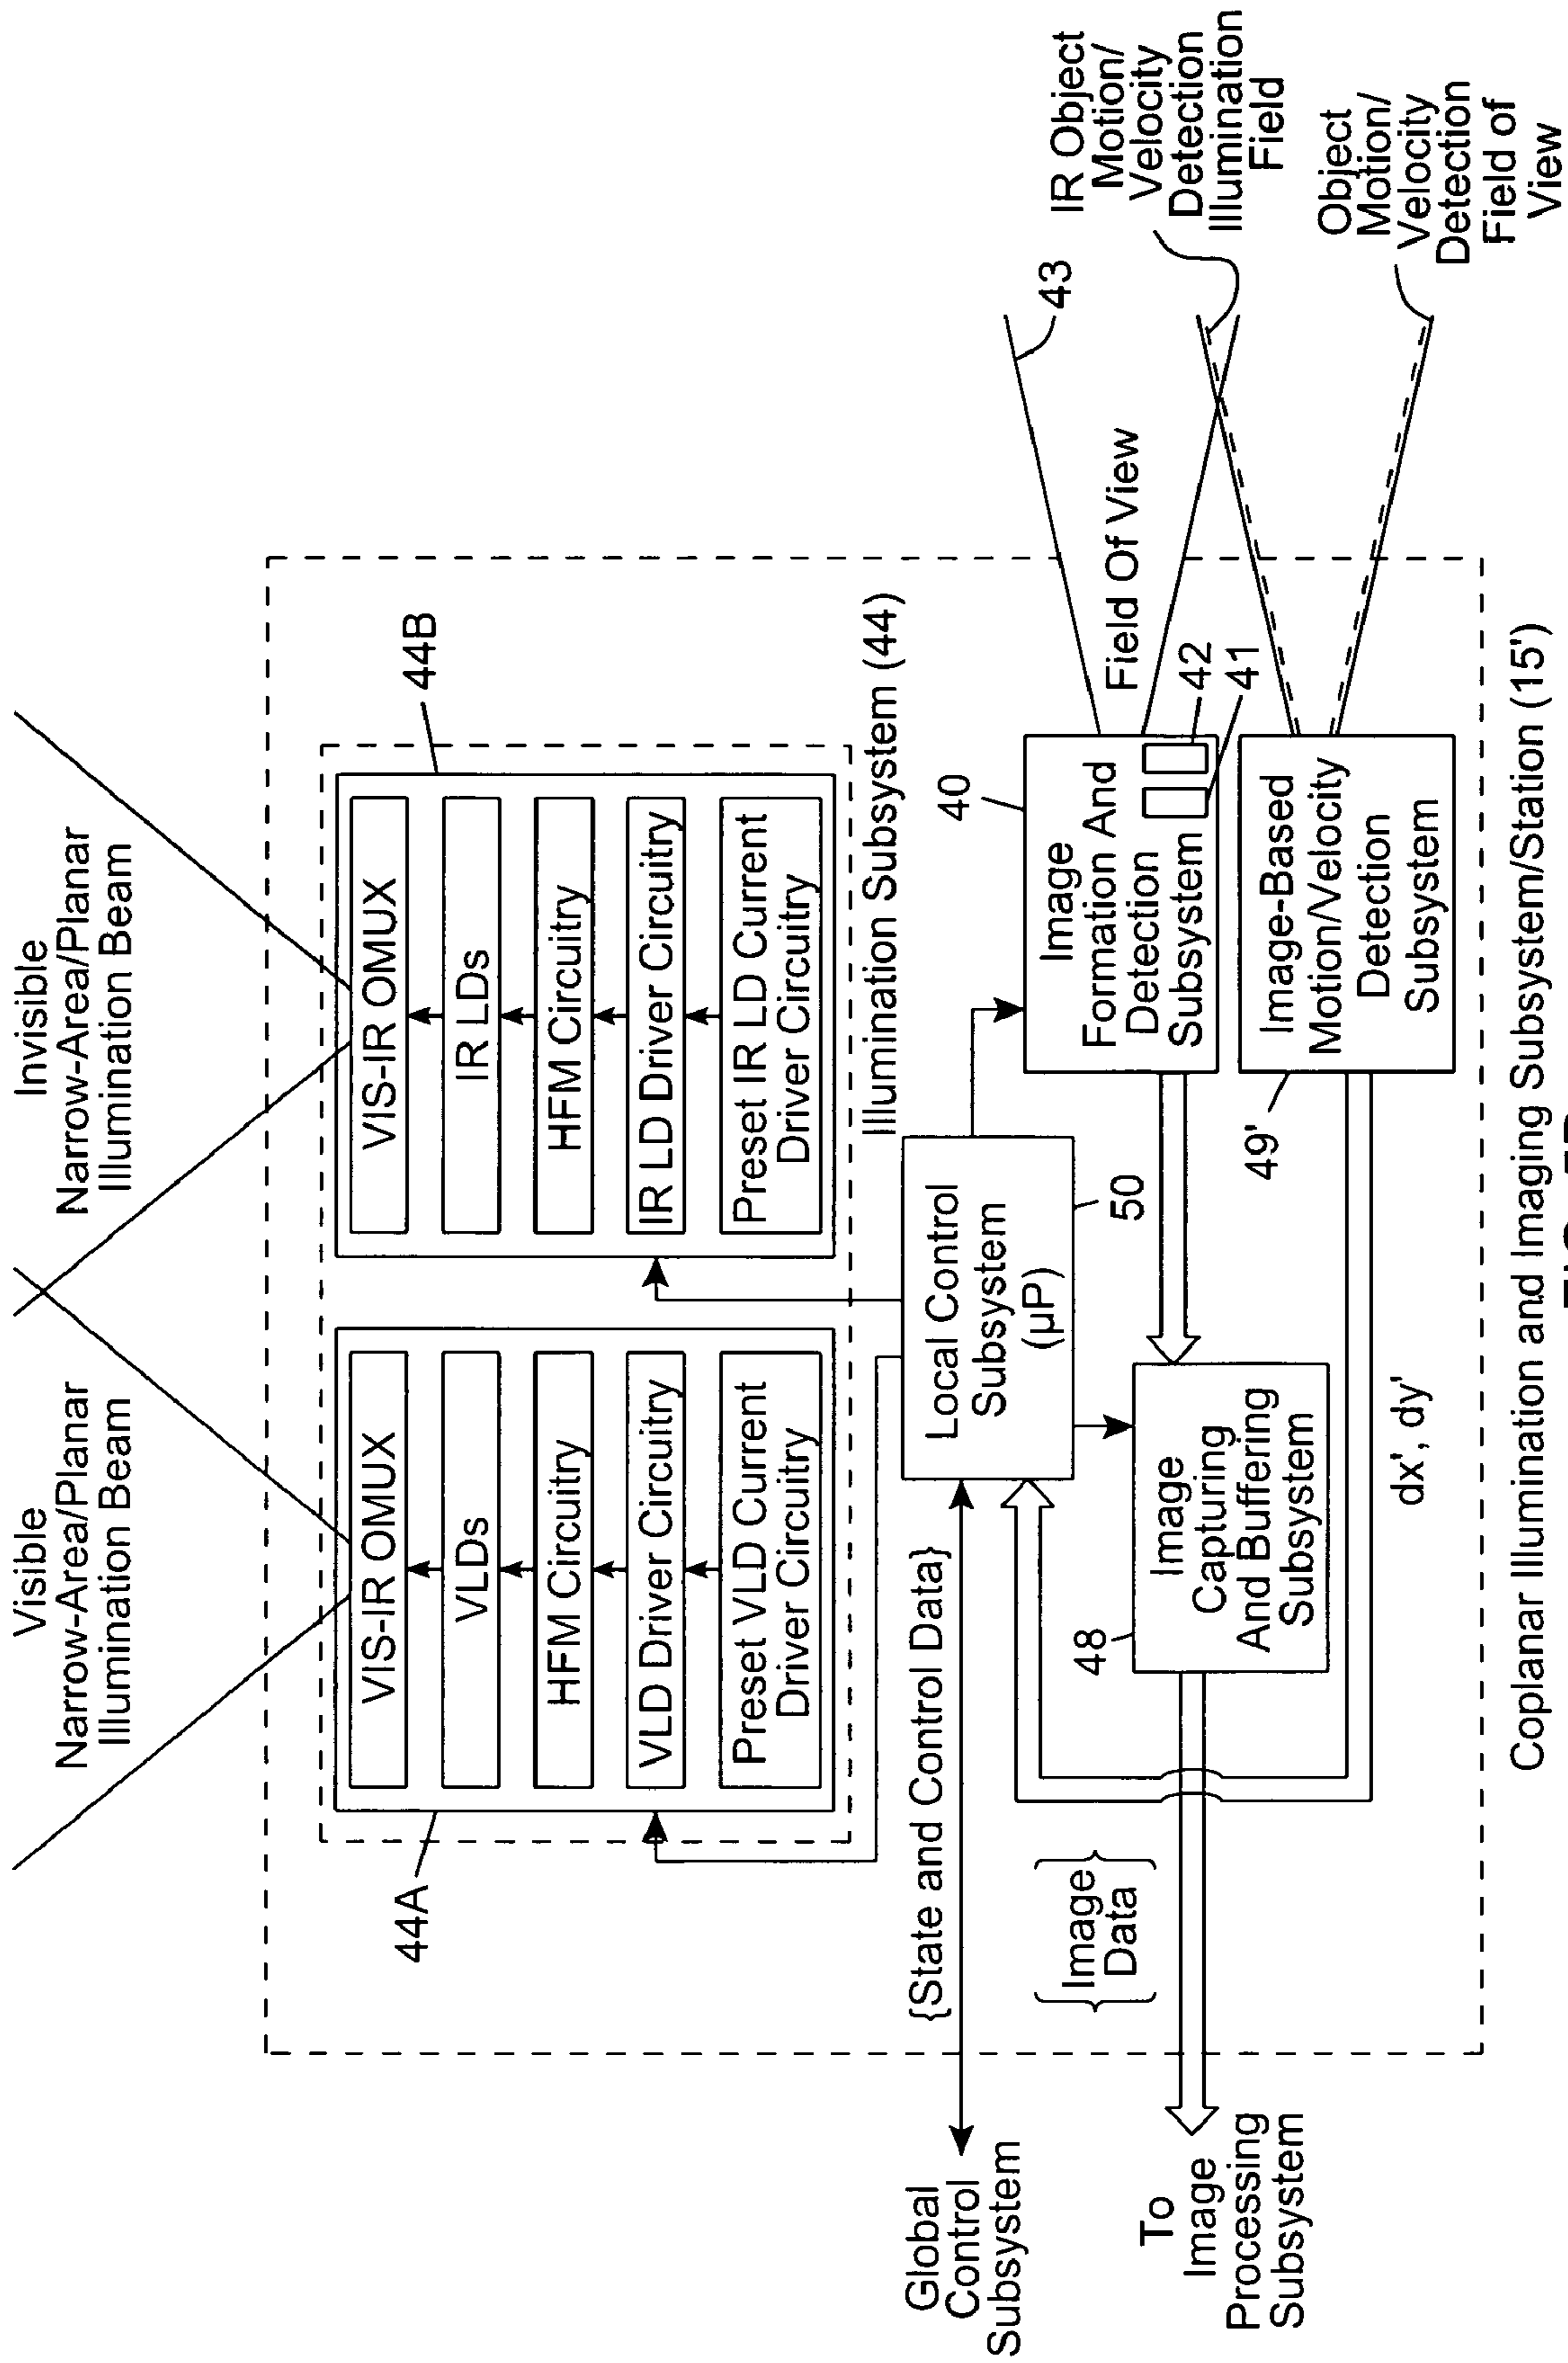 Visible
Narrow-Area/Planar
Illumination Beam
Invisible
Narrow-Area/Planar
Illumination Beam
44A
VIS-IR OMUX
VLDs
HFM Circuitry
VLD Driver Circuitry
Preset VLD Current
Driver Circuitry
44B
VIS-IR OMUX
IR LDs
HFM Circuitry
IR LD Driver Circuitry
Preset IR LD Current
Driver Circuitry
Illumination Subsystem (44)
Global
Control
Subsystem
{State and Control Data}
Local Control
Subsystem
(µP)
50
40
Image
Formation And
Detection
Subsystem
42
41
Field Of View
43
IR Object
Motion/
Velocity
Detection
Illumination
Field
Object
Motion/
Velocity
Detection
Field of
View
To
Image
Processing
Subsystem
{Image
Data}
48
Image
Capturing
And Buffering
Subsystem
49'
Image-Based
Motion/Velocity
Detection
Subsystem
dx', dy'
Coplanar Illumination and Imaging Subsystem/Station (15')